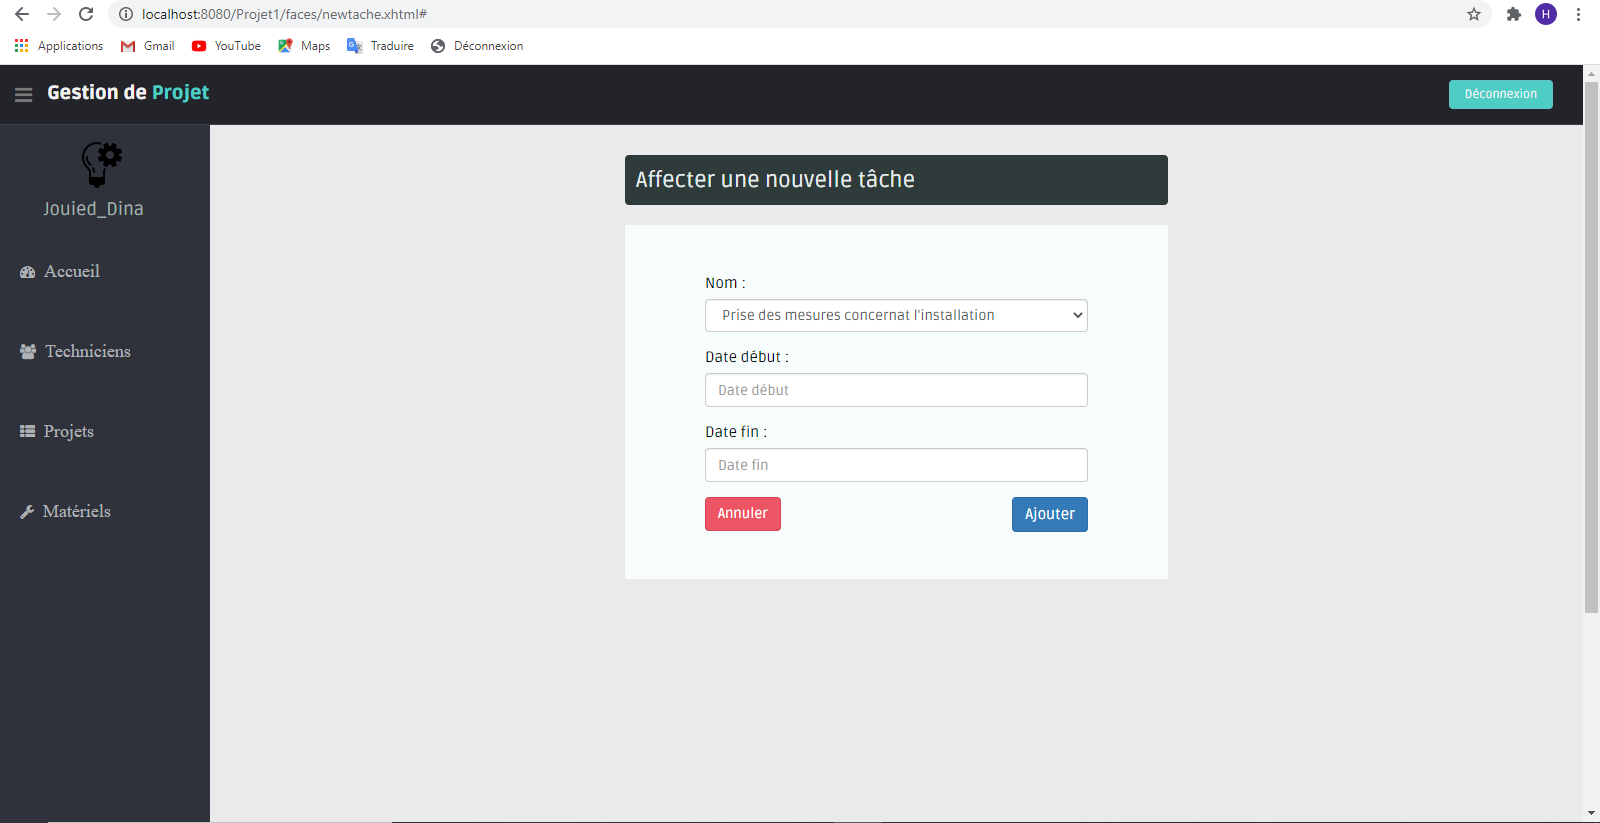 localhost:8080/Projet1/faces/newtache.xhtml#
H
Applications Gmail YouTube Maps Traduire Déconnexion
Gestion de Projet
Déconnexion
Jouied_Dina
Accueil
Techniciens
Projets
Matériels
Affecter une nouvelle tâche
Nom :
Prise des mesures concernat l'installation
Date début :
Date début
Date fin :
Date fin
Annuler Ajouter